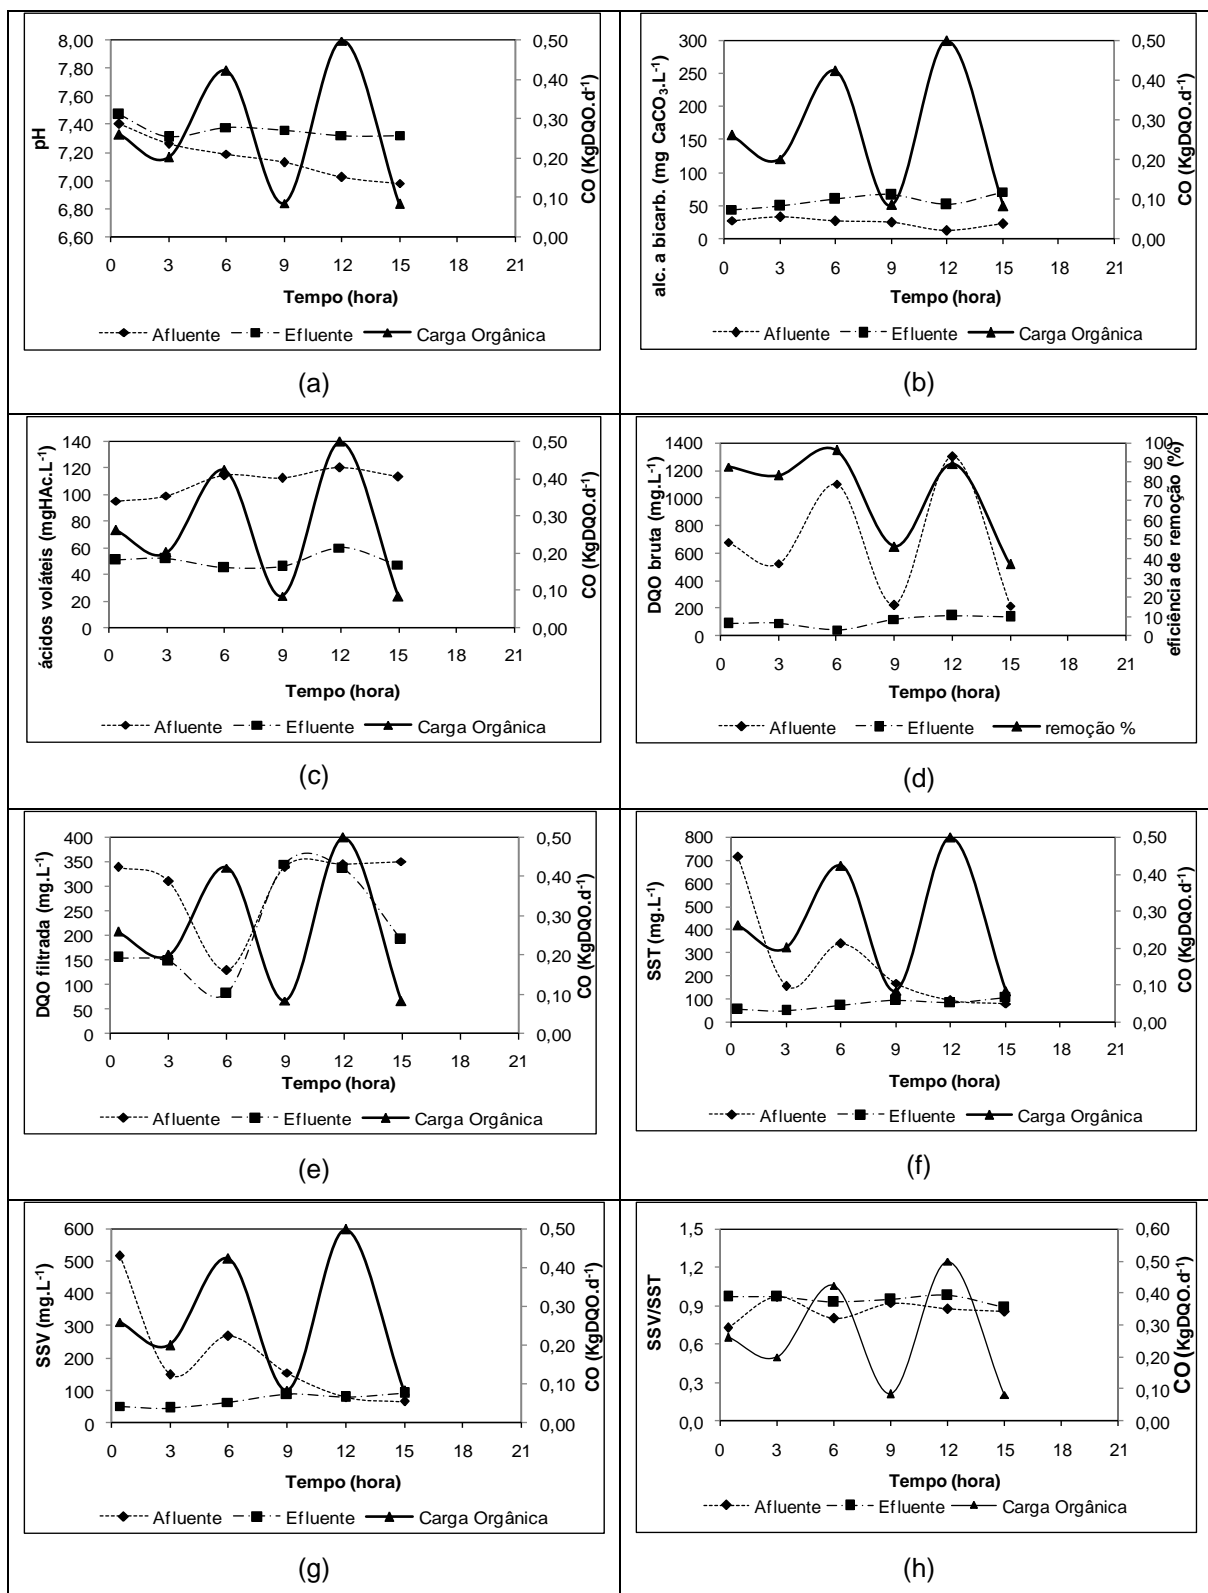 8,00
7,80
7,60
7,40
7,20
7,00
6,80
6,60
pH
0,50
0,40
0,30
0,20
0,10
0,00
CO (KgDQO.d-1)
0 3 6 9 12 15 18 21
Tempo (hora)
Afluente Efluente Carga Orgânica
(a)
300
250
200
150
100
50
0
alc. a bicarb. (mg CaCO3.L-1)
0,50
0,40
0,30
0,20
0,10
0,00
CO (KgDQO.d-1)
0 3 6 9 12 15 18 21
Tempo (hora)
Afluente Efluente Carga Orgânica
(b)
140
120
100
80
60
40
20
0
ácidos voláteis (mgHAc.L-1)
0,50
0,40
0,30
0,20
0,10
0,00
CO (KgDQO.d-1)
0 3 6 9 12 15 18 21
Tempo (hora)
Afluente Efluente Carga Orgânica
(c)
1400
1200
1000
800
600
400
200
0
DQO bruta (mg.L-1)
100
90
80
70
60
50
40
30
20
10
0
eficiência de remoção (%)
0 3 6 9 12 15 18 21
Tempo (hora)
Afluente Efluente remoção %
(d)
400
350
300
250
200
150
100
50
0
DQO filtrada (mg.L-1)
0,50
0,40
0,30
0,20
0,10
0,00
CO (KgDQO.d-1)
0 3 6 9 12 15 18 21
Tempo (hora)
Afluente Efluente Carga Orgânica
(e)
800
700
600
500
400
300
200
100
0
SST (mg.L-1)
0,50
0,40
0,30
0,20
0,10
0,00
CO (KgDQO.d-1)
0 3 6 9 12 15 18 21
Tempo (hora)
Afluente Efluente Carga Orgânica
(f)
600
500
400
300
200
100
0
SSV (mg.L-1)
0,50
0,40
0,30
0,20
0,10
0,00
CO (KgDQO.d-1)
0 3 6 9 12 15 18 21
Tempo (hora)
Afluente Efluente Carga Orgânica
(g)
1,5
1,2
0,9
0,6
0,3
0,0
SSV/SST
0,60
0,50
0,40
0,30
0,20
0,10
0,00
CO (KgDQO.d-1)
0 3 6 9 12 15 18 21
Tempo (hora)
Afluente Efluente Carga Orgânica
(h)